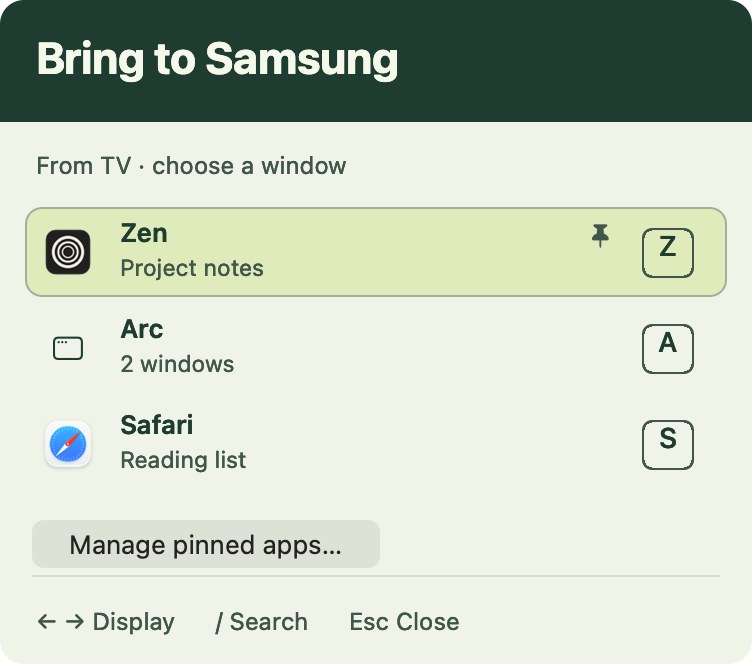 Bring to Samsung
From TV · choose a window
Zen
Project notes
Z
Arc
2 windows
A
Safari
Reading list
S
Manage pinned apps...
← → Display / Search Esc Close